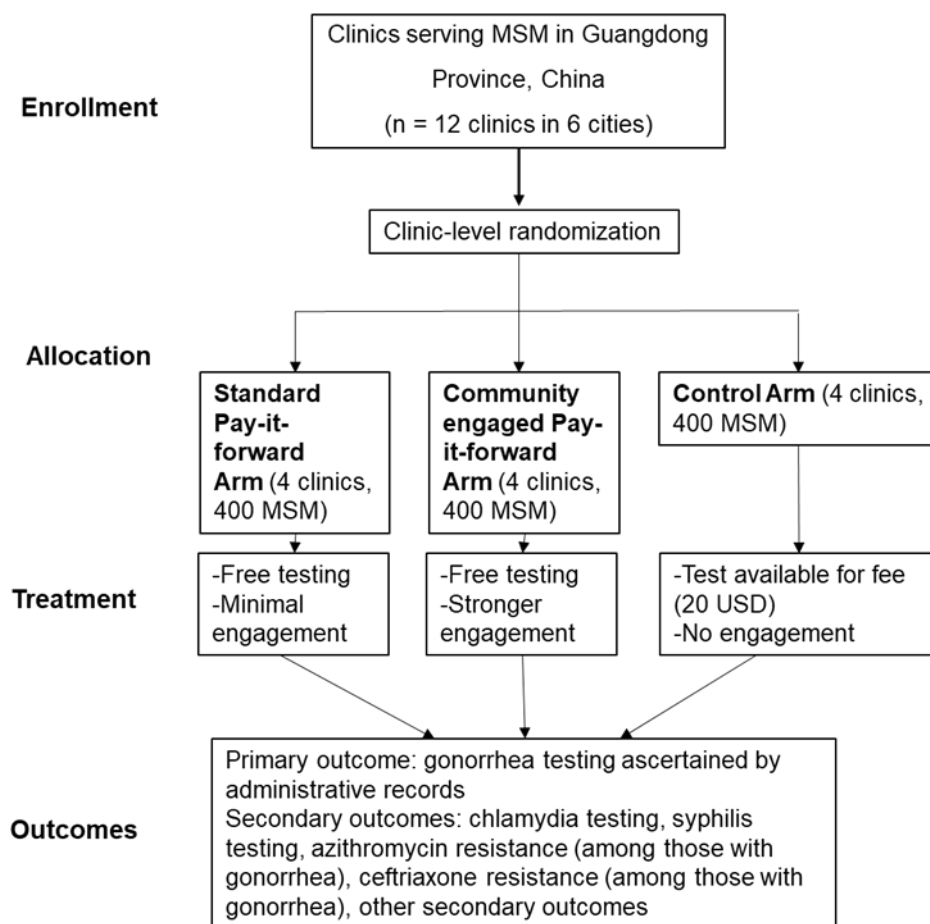 Clinics serving MSM in Guangdong
Province, China
(n = 12 clinics in 6 cities)
Enrollment
Clinic-level randomization
Allocation
Standard
Pay-it-
forward
Arm (4 clinics,
400 MSM)
Community
engaged Pay-
it-forward
Arm (4 clinics,
400 MSM)
Control Arm (4 clinics,
400 MSM)
Treatment
-Free testing
-Minimal
engagement
-Free testing
-Stronger
engagement
-Test available for fee
(20 USD)
-No engagement
Outcomes
Primary outcome: gonorrhea testing ascertained by
administrative records
Secondary outcomes: chlamydia testing, syphilis
testing, azithromycin resistance (among those with
gonorrhea), ceftriaxone resistance (among those with
gonorrhea), other secondary outcomes